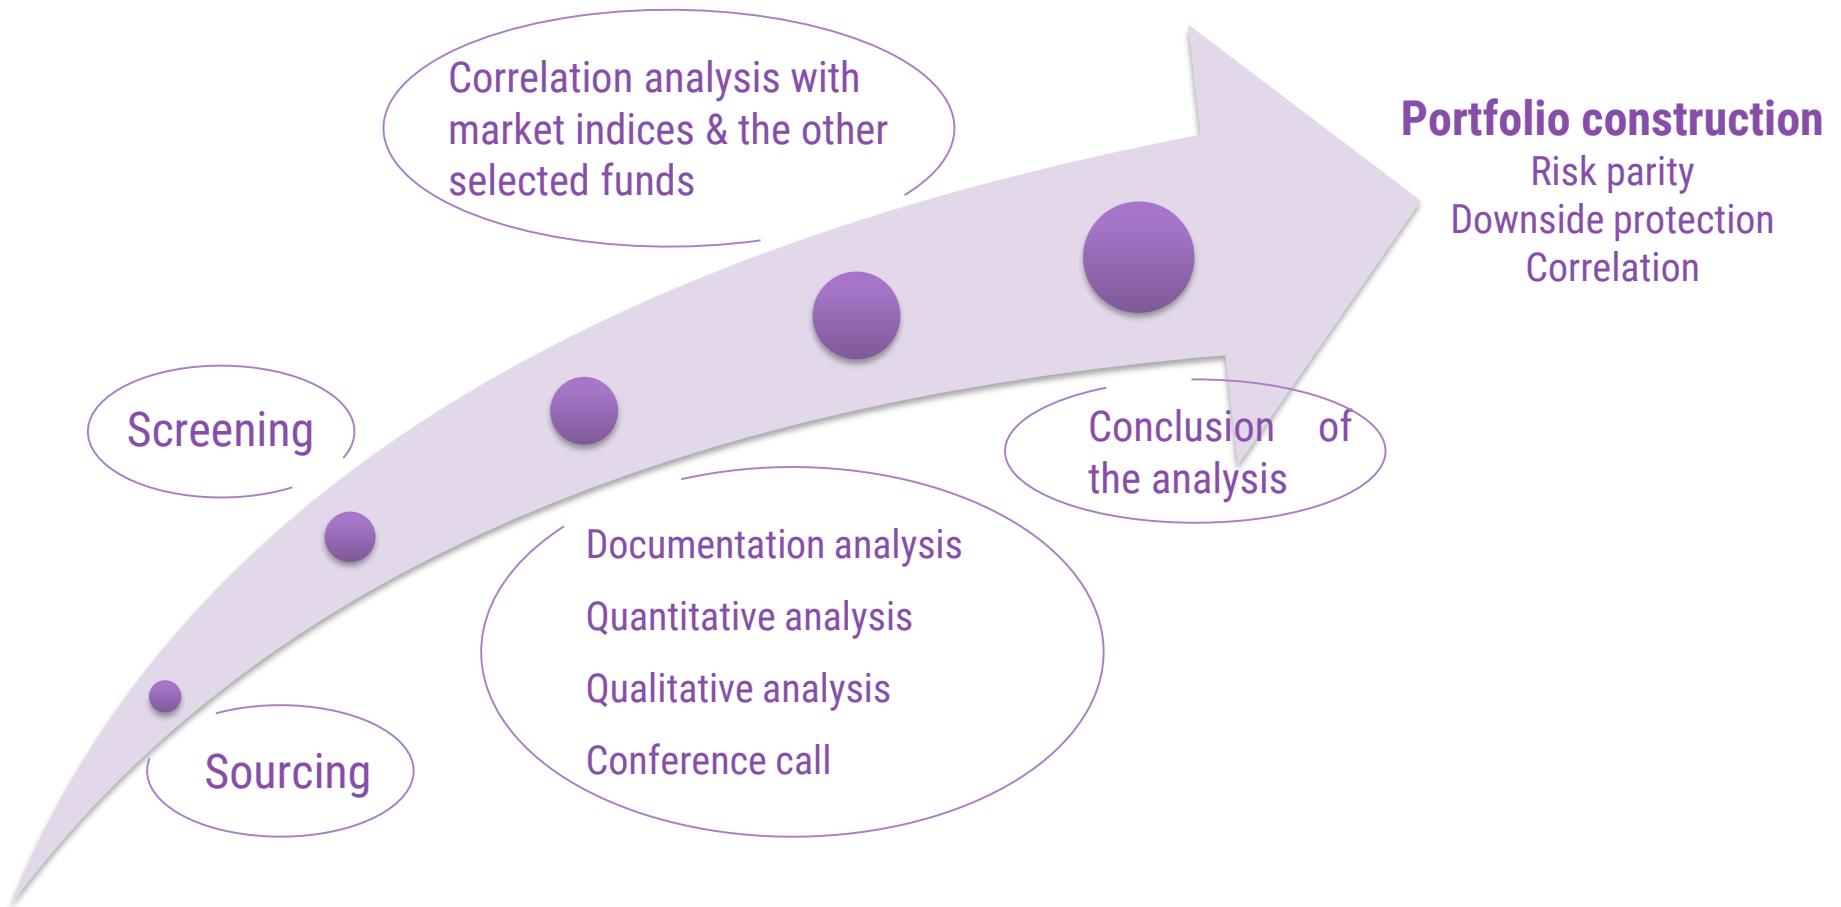 Correlation analysis with
market indices & the other
selected funds
Portfolio construction
Risk parity
Downside protection
Correlation
Screening
Conclusion of
the analysis
Documentation analysis
Quantitative analysis
Qualitative analysis
Conference call
Sourcing